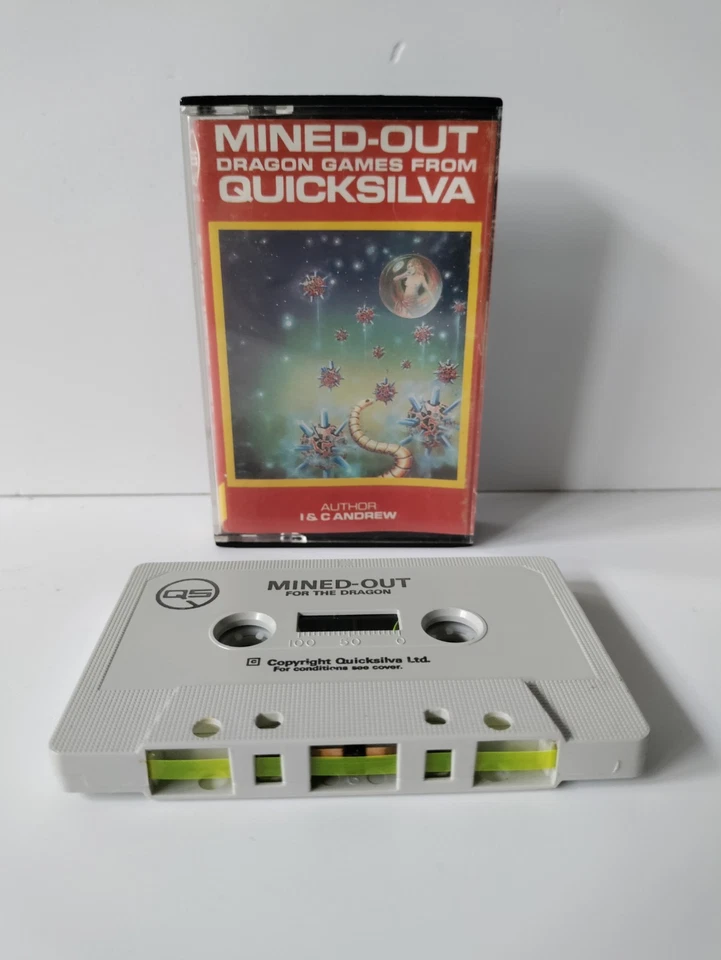 MINED-OUT
DRAGON GAMES FROM
QUICKSILVA
AUTHOR
I & C ANDREW
QS
MINED-OUT
FOR THE DRAGON
100 50 0
© Copyright Quicksilva Ltd.
For conditions see cover.